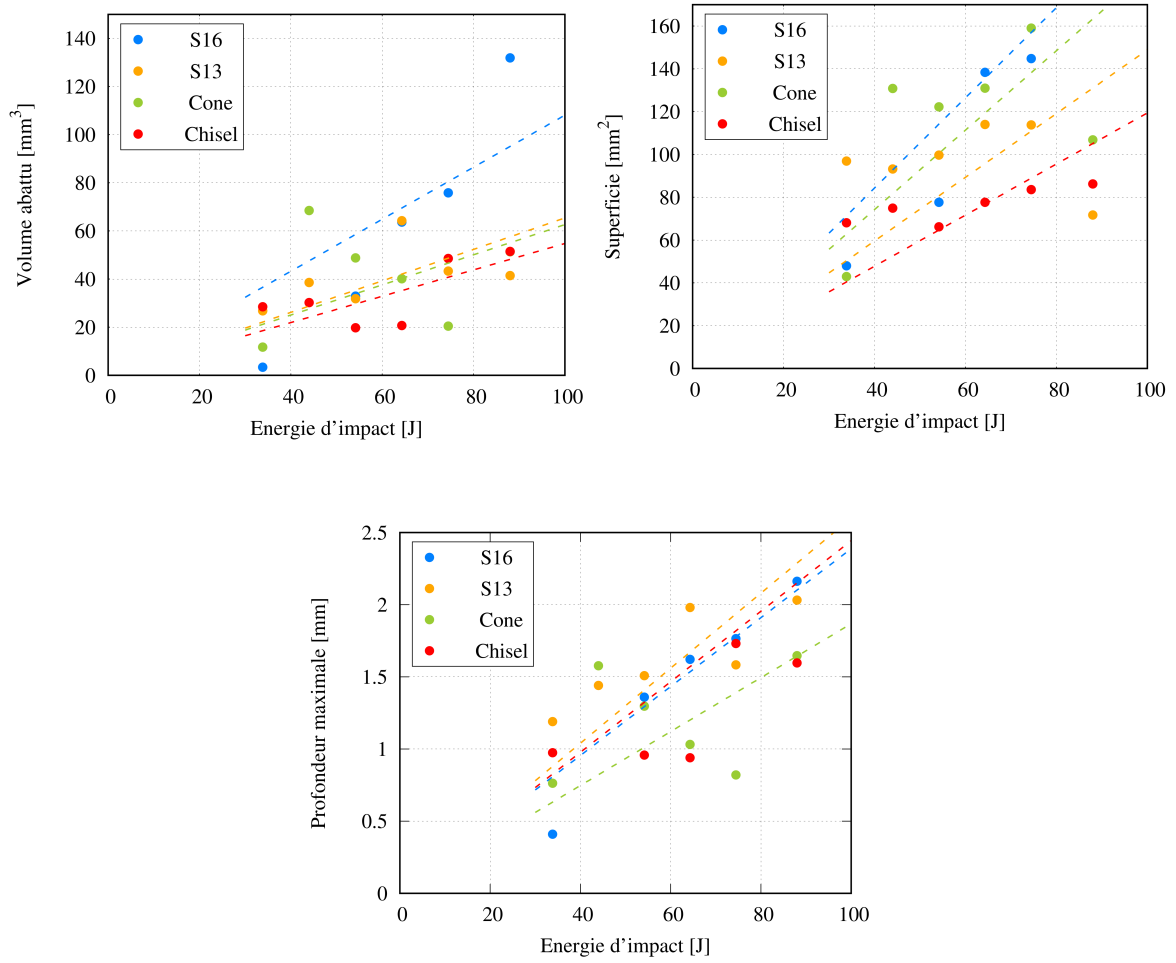 140
120
100
80
60
40
20
0
0 20 40 60 80 100
Volume abattu [mm3]
Energie d'impact [J]
S16
S13
Cone
Chisel
160
140
120
100
80
60
40
20
0
0 20 40 60 80 100
Superficie [mm2]
Energie d'impact [J]
S16
S13
Cone
Chisel
2.5
2
1.5
1
0.5
0
0 20 40 60 80 100
Profondeur maximale [mm]
Energie d'impact [J]
S16
S13
Cone
Chisel